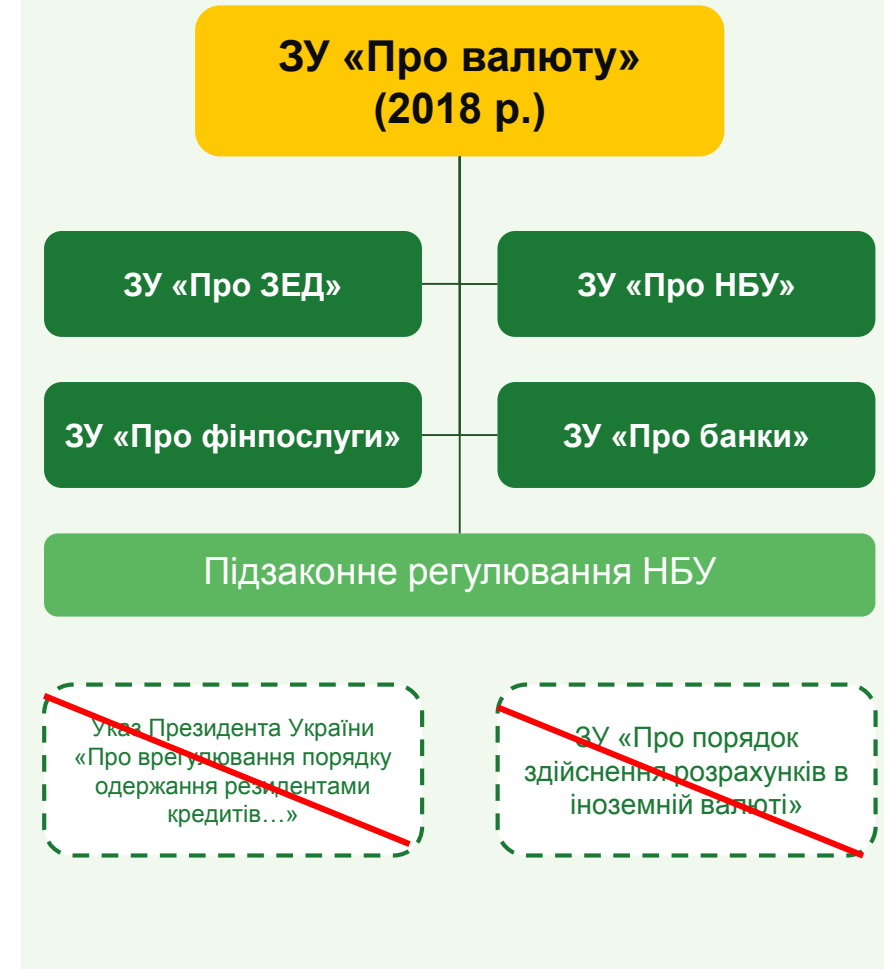 ЗУ «Про валюту»
(2018 р.)
ЗУ «Про ЗЕД»
ЗУ «Про НБУ»
ЗУ «Про фінпослуги»
ЗУ «Про банки»
Підзаконне регулювання НБУ
Указ Президента України
«Про врегулювання порядку
одержання резидентами
кредитів…»
ЗУ «Про порядок
здійснення розрахунків в
іноземній валюті»